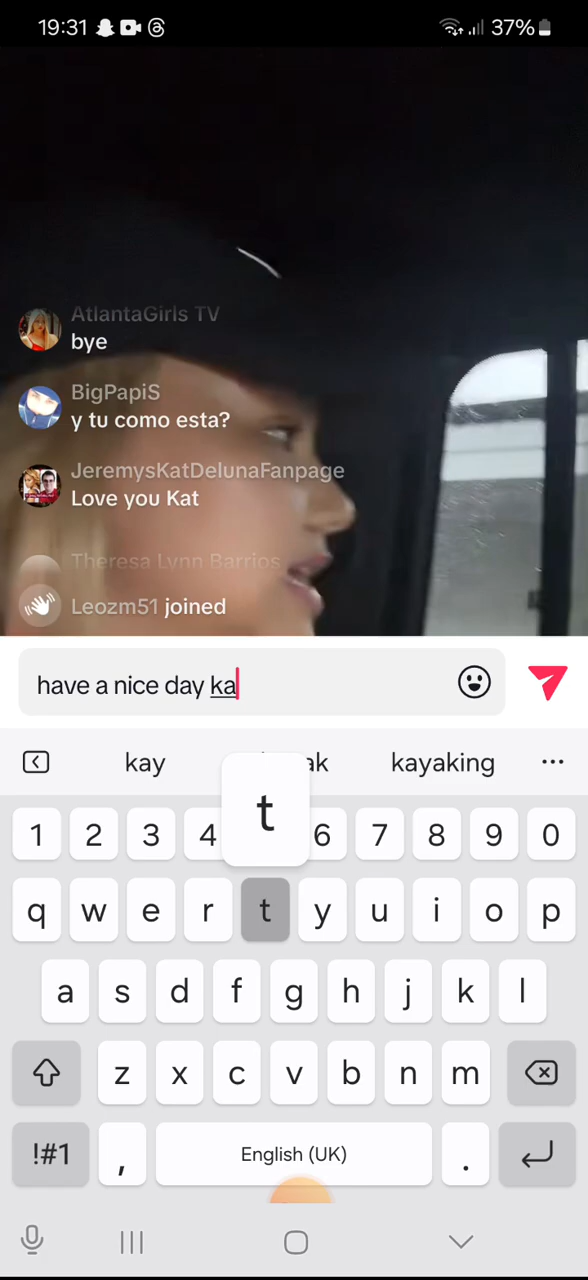 19:31 37%
AtlantaGirls TV
bye
BigPapiS
y tu como esta?
JeremysKatDelunaFanpage
Love you Kat
Theresa Lynn Barrios
Leozm51 joined
have a nice day ka
kay kayaking
t
1 2 3 4 6 7 8 9 0
q w e r t y u i o p
a s d f g h j k l
z x c v b n m
!#1 , English (UK) .